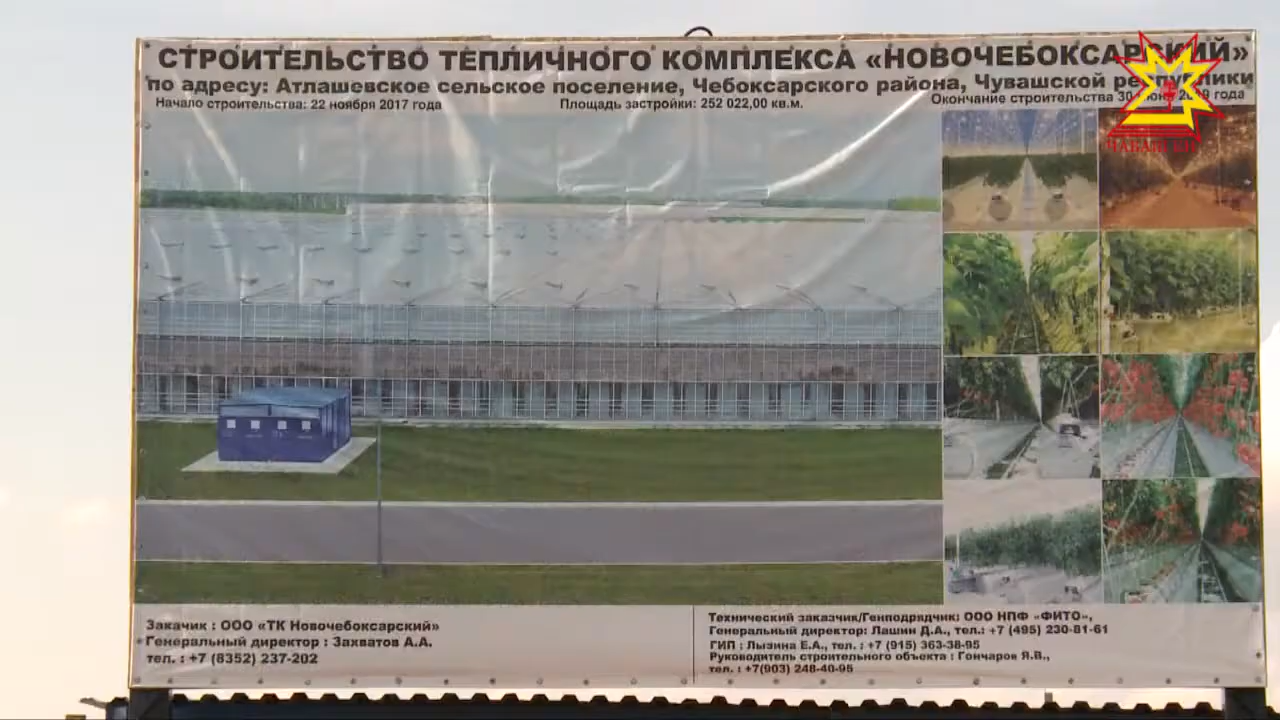 СТРОИТЕЛЬСТВО ТЕПЛИЧНОГО КОМПЛЕКСА «НОВОЧЕБОКСАРСКИЙ»
по адресу: Атлашевское сельское поселение, Чебоксарского района, Чувашской республики
Начало строительства: 22 ноября 2017 года
Площадь застройки: 252 022,00 кв.м.
Окончание строительства 30 года
Закачик : ООО «ТК Новочебоксарский»
Генеральный директор : Захватов А.А.
тел. : +7 (8352) 237-202
Технический заказчик/Генподрядчик: ООО НПФ «ФИТО»,
Генеральный директор: Лашин Д.А., тел.: +7 (495) 230-81-61
ГИП : Лызина Е.А., тел. : +7 (915) 363-38-95
Руководитель строительного объекта : Гончаров Я.В.,
тел. : +7(903) 248-40-95